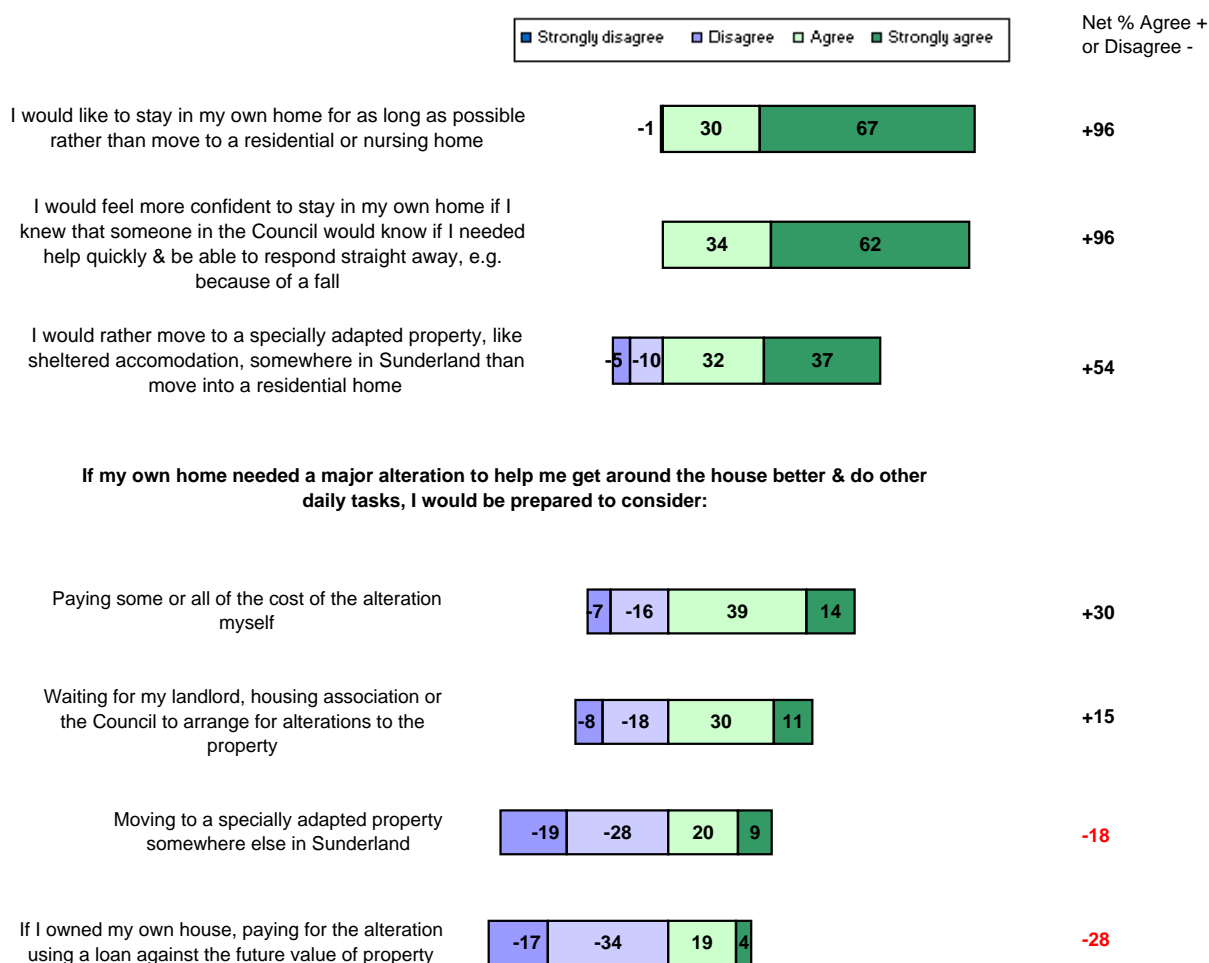 Strongly disagree Disagree Agree Strongly agree
Net % Agree +
or Disagree -
I would like to stay in my own home for as long as possible
rather than move to a residential or nursing home
-1 30 67
+96
I would feel more confident to stay in my own home if I
knew that someone in the Council would know if I needed
help quickly & be able to respond straight away, e.g.
because of a fall
34 62
+96
I would rather move to a specially adapted property, like
sheltered accomodation, somewhere in Sunderland than
move into a residential home
-5 -10 32 37
+54
If my own home needed a major alteration to help me get around the house better & do other
daily tasks, I would be prepared to consider:
Paying some or all of the cost of the alteration
myself
-7 -16 39 14
+30
Waiting for my landlord, housing association or
the Council to arrange for alterations to the
property
-8 -18 30 11
+15
Moving to a specially adapted property
somewhere else in Sunderland
-19 -28 20 9
-18
If I owned my own house, paying for the alteration
using a loan against the future value of property
-17 -34 19 4
-28